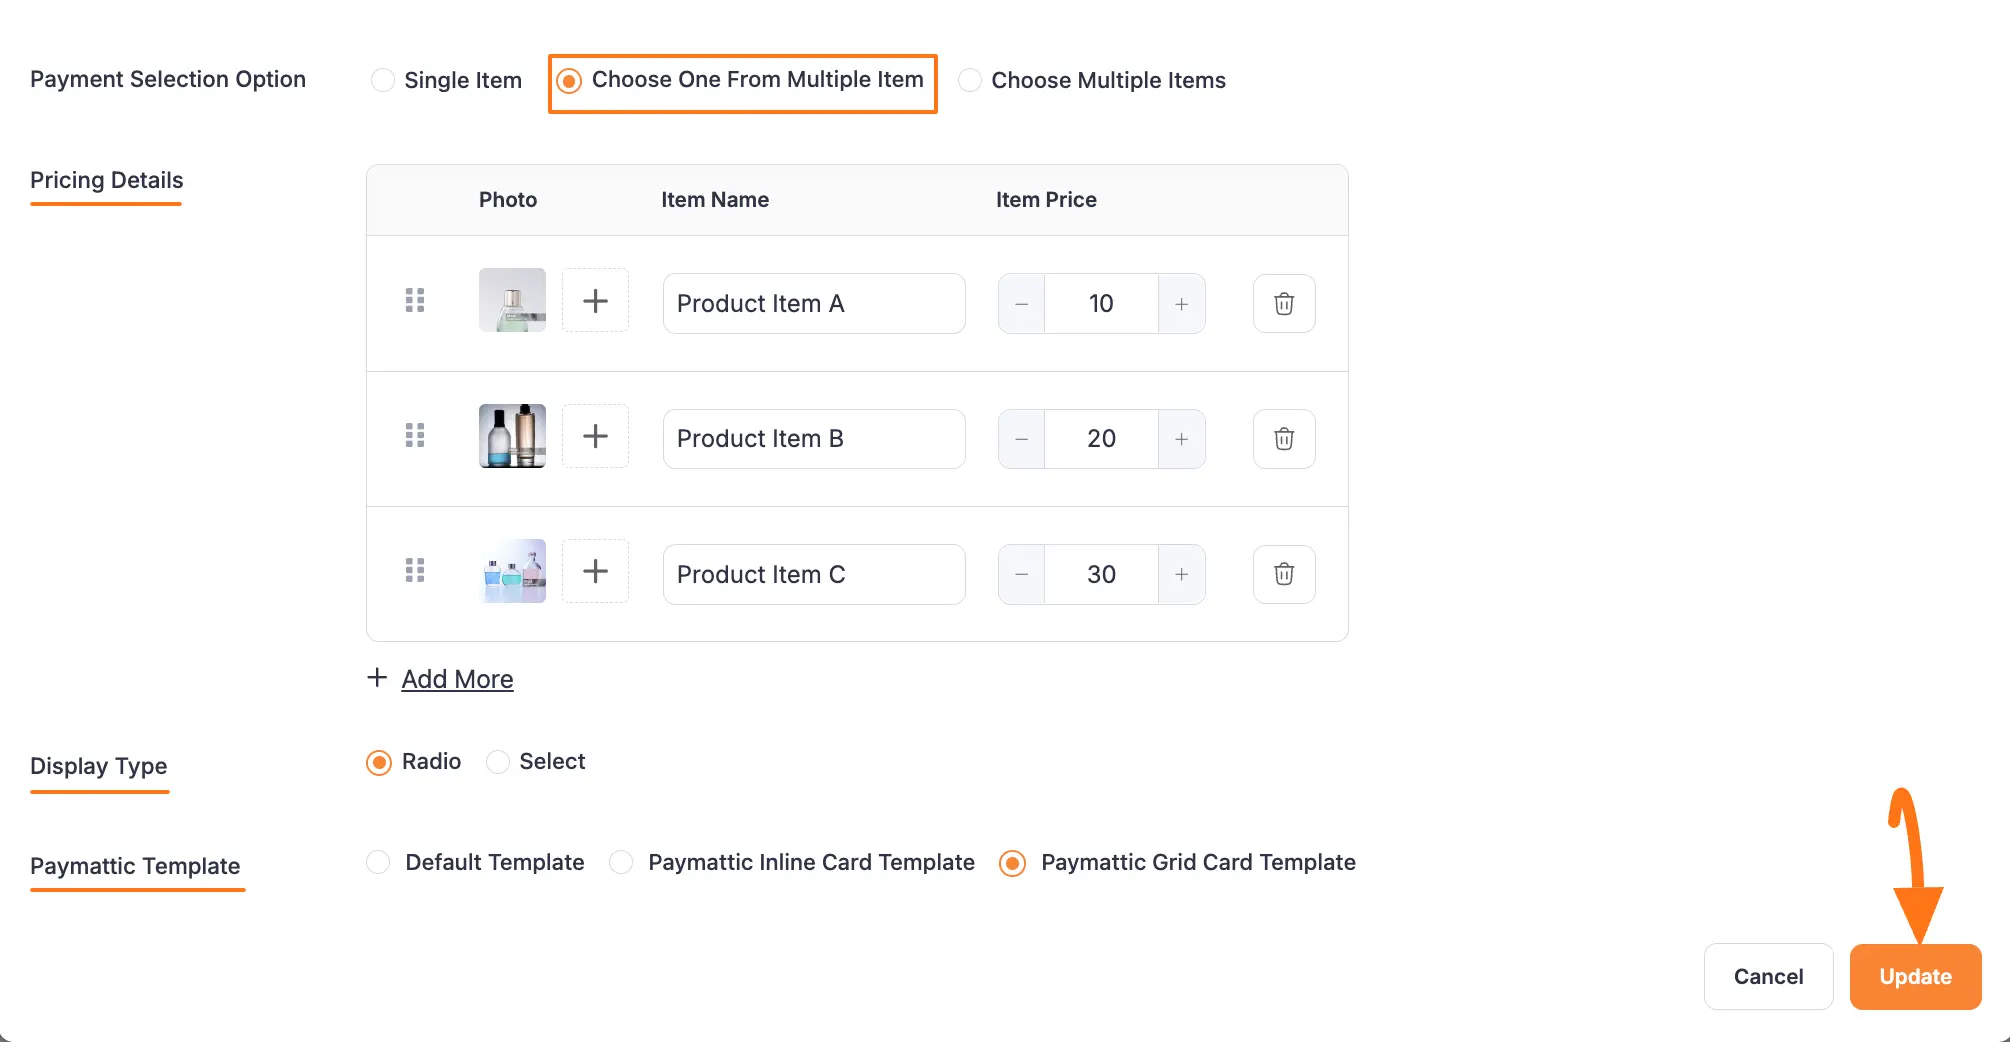 Payment Selection Option Single Item Choose One From Multiple Item Choose Multiple Items
Pricing Details
Photo Item Name Item Price
Product Item A 10
Product Item B 20
Product Item C 30
+ Add More
Display Type Radio Select
Paymattic Template Default Template Paymattic Inline Card Template Paymattic Grid Card Template
Cancel Update